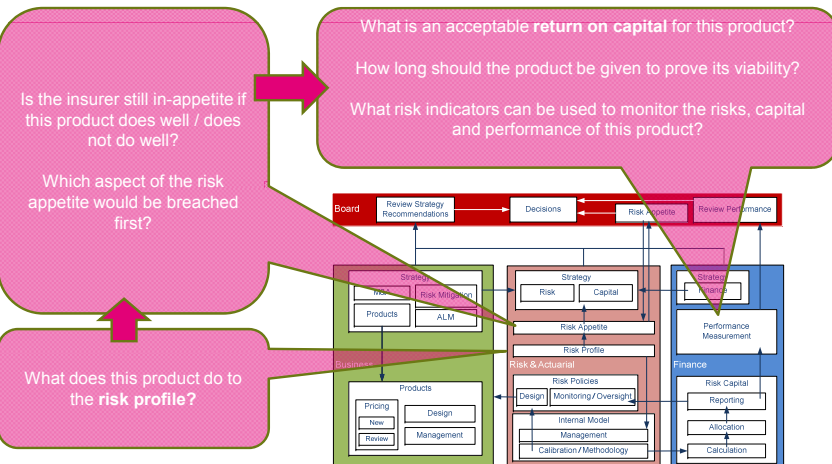 What is an acceptable return on capital for this product?
How long should the product be given to prove its viability?
What risk indicators can be used to monitor the risks, capital
and performance of this product?
Is the insurer still in-appetite if
this product does well / does
not do well?
Which aspect of the risk
appetite would be breached
first?
What does this product do to
the risk profile?
Board
Review Strategy
Recommendations
Decisions
Risk Appetite
Review Performance
Strategy
M&A
Risk Mitigation
Products
ALM
Business
Products
Pricing
New
Review
Design
Management
Strategy
Risk
Capital
Risk Appetite
Risk Profile
Risk & Actuarial
Risk Policies
Design
Monitoring/Oversight
Internal Model
Management
Calibration/Methodology
Strategy
Finance
Performance
Measurement
Finance
Risk Capital
Reporting
Allocation
Calculation